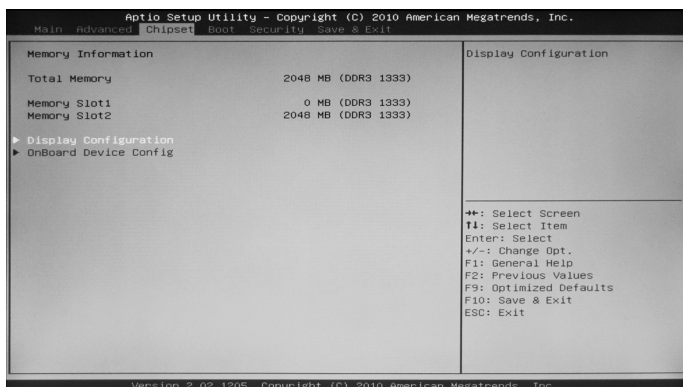 Aptio Setup Utility – Copyright (C) 2010 American Megatrends, Inc.
Main Advanced Chipset Boot Security Save & Exit
Memory Information
Total Memory 2048 MB (DDR3 1333)
Memory Slot1 0 MB (DDR3 1333)
Memory Slot2 2048 MB (DDR3 1333)
▶ Display Configuration
▶ OnBoard Device Config
Display Configuration
→←: Select Screen
↑↓: Select Item
Enter: Select
+/-: Change Opt.
F1: General Help
F2: Previous Values
F9: Optimized Defaults
F10: Save & Exit
ESC: Exit
Version 2.02.1205. Copyright (C) 2010 American Megatrends, Inc.